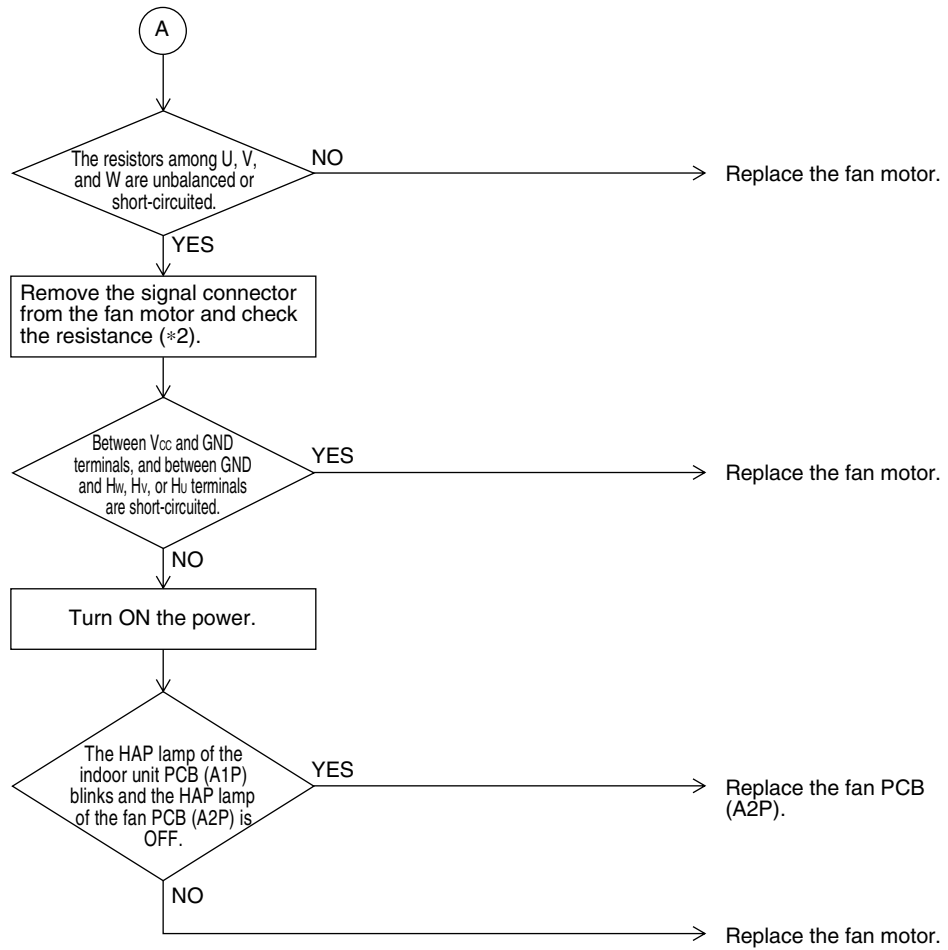 A
The resistors among U, V,
and W are unbalanced or
short-circuited.
NO
Replace the fan motor.
YES
Remove the signal connector
from the fan motor and check
the resistance (*2).
Between Vcc and GND
terminals, and between GND
and Hw, Hv, or Hu terminals
are short-circuited.
YES
Replace the fan motor.
NO
Turn ON the power.
The HAP lamp of the
indoor unit PCB (A1P)
blinks and the HAP lamp
of the fan PCB (A2P) is
OFF.
YES
Replace the fan PCB
(A2P).
NO
Replace the fan motor.